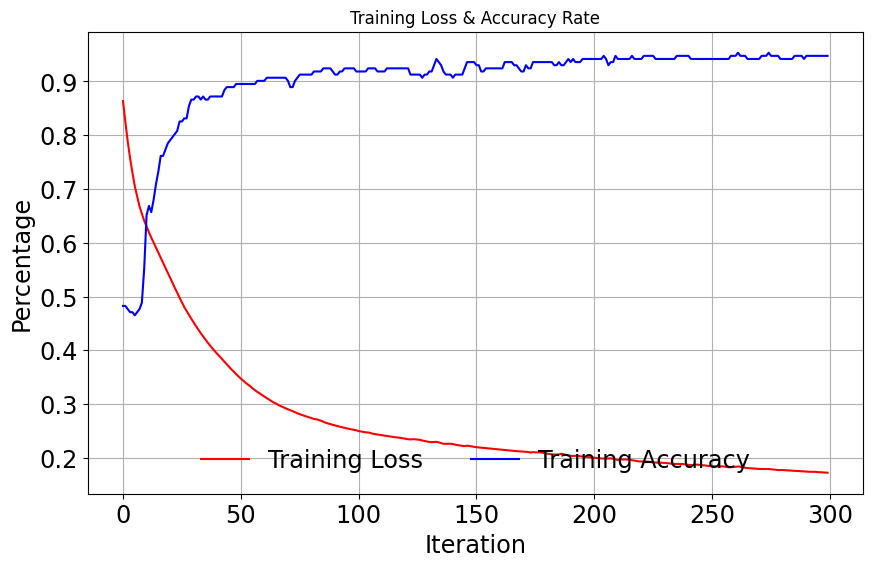 Training Loss & Accuracy Rate
Percentage
0.9
0.8
0.7
0.6
0.5
0.4
0.3
0.2
Training Loss
Training Accuracy
0 50 100 150 200 250 300
Iteration